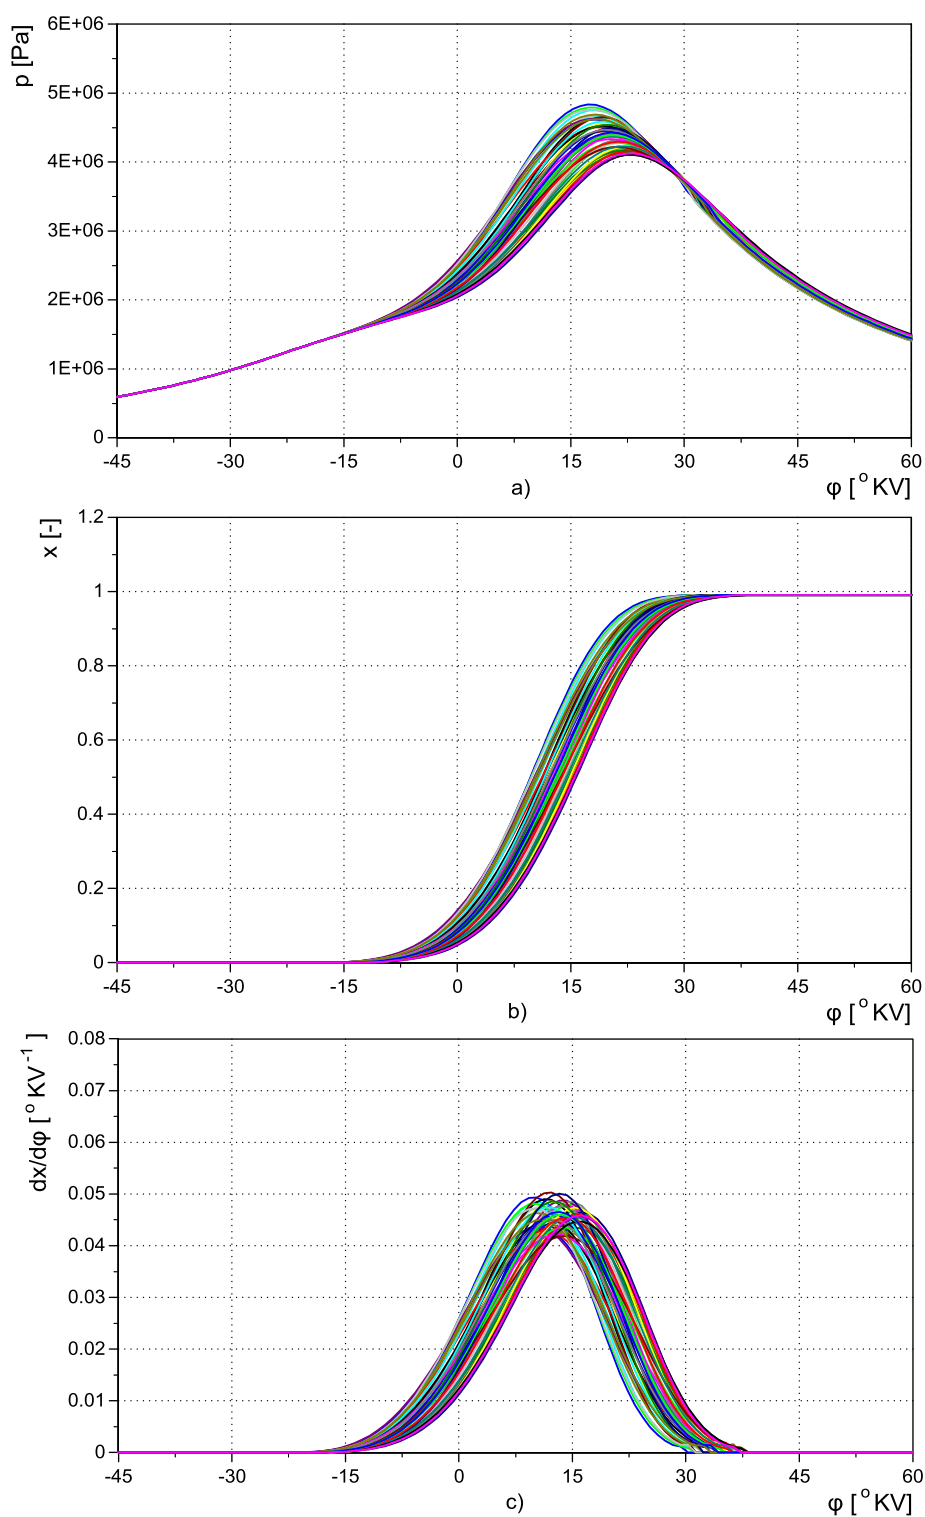 p [Pa]
6E+06
5E+06
4E+06
3E+06
2E+06
1E+06
0
-45 -30 -15 0 15 30 45 60
a) φ [°KV]
x [-]
1.2
1
0.8
0.6
0.4
0.2
0
-45 -30 -15 0 15 30 45 60
b) φ [°KV]
dx/dφ [°KV⁻¹]
0.08
0.07
0.06
0.05
0.04
0.03
0.02
0.01
0
-45 -30 -15 0 15 30 45 60
c) φ [°KV]